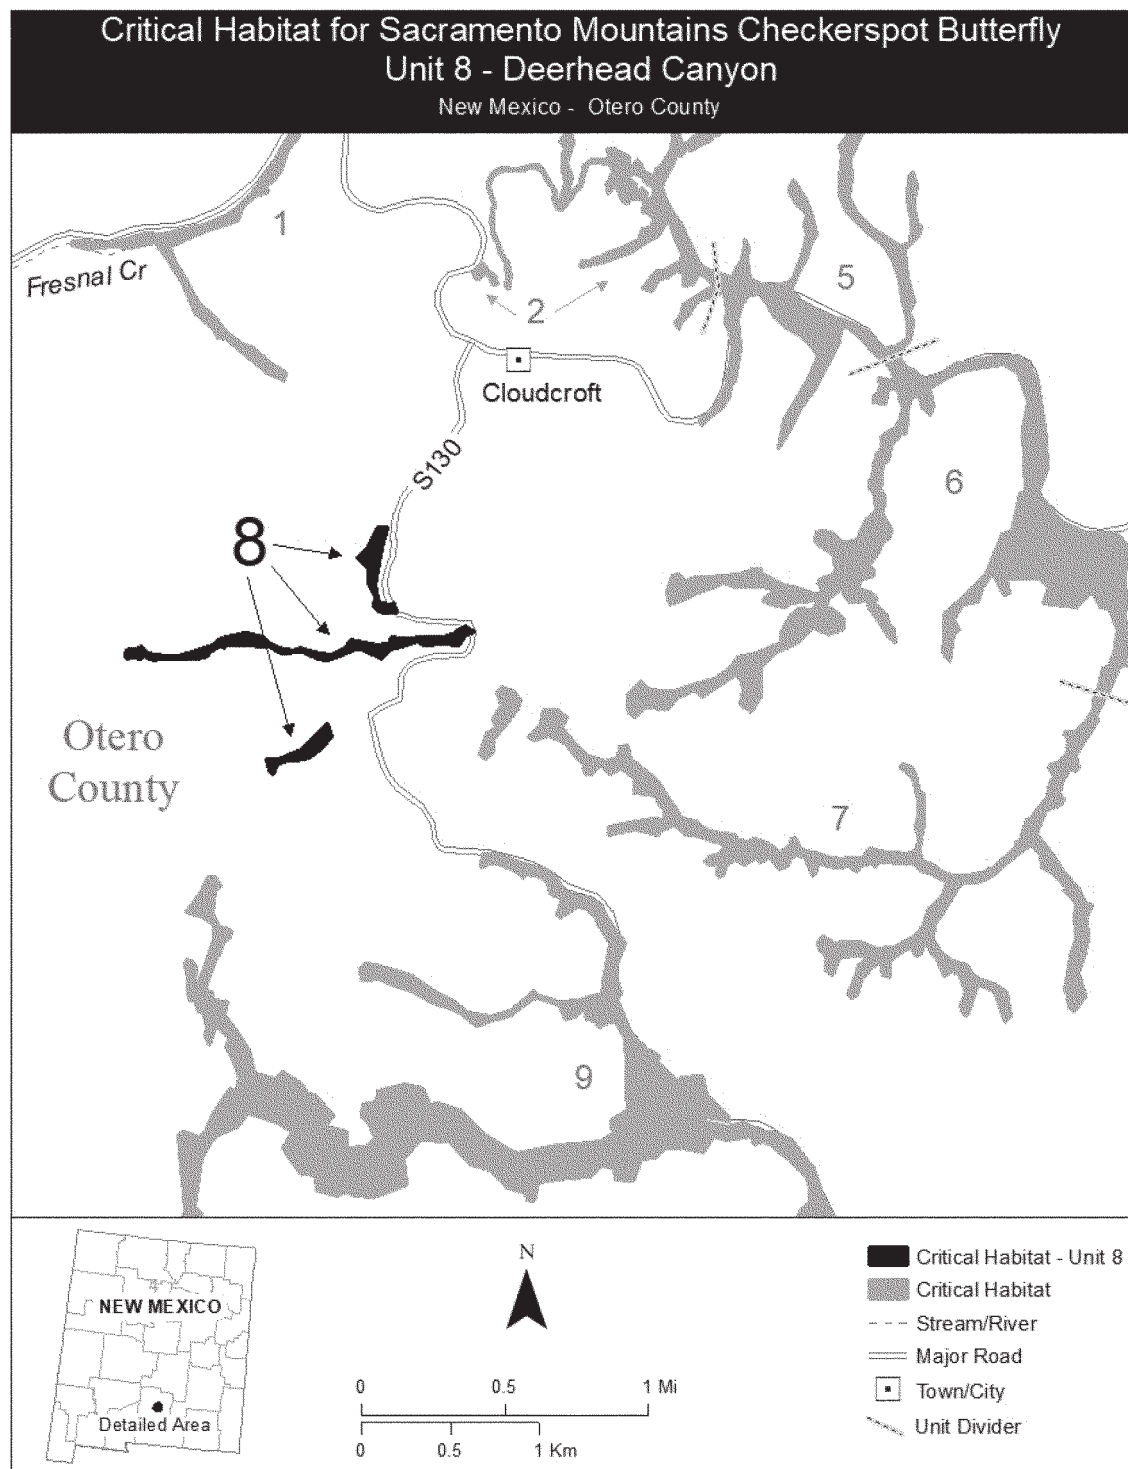 Critical Habitat for Sacramento Mountains Checkerspot Butterfly
Unit 8 - Deerhead Canyon
New Mexico - Otero County
1
Fresnal Cr
2
5
Cloudcroft
S130
6
8
Otero
County
7
9
NEW MEXICO
Detailed Area
N
0 0.5 1 Mi
0 0.5 1 Km
Critical Habitat - Unit 8
Critical Habitat
Stream/River
Major Road
Town/City
Unit Divider